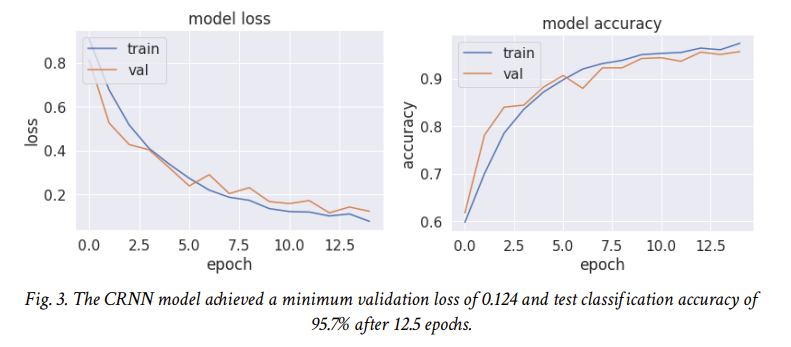 model loss
train
val
0.8
0.6
0.4
0.2
loss
0.0 2.5 5.0 7.5 10.0 12.5
epoch
model accuracy
train
val
0.9
0.8
0.7
0.6
accuracy
0.0 2.5 5.0 7.5 10.0 12.5
epoch
Fig. 3. The CRNN model achieved a minimum validation loss of 0.124 and test classification accuracy of
95.7% after 12.5 epochs.